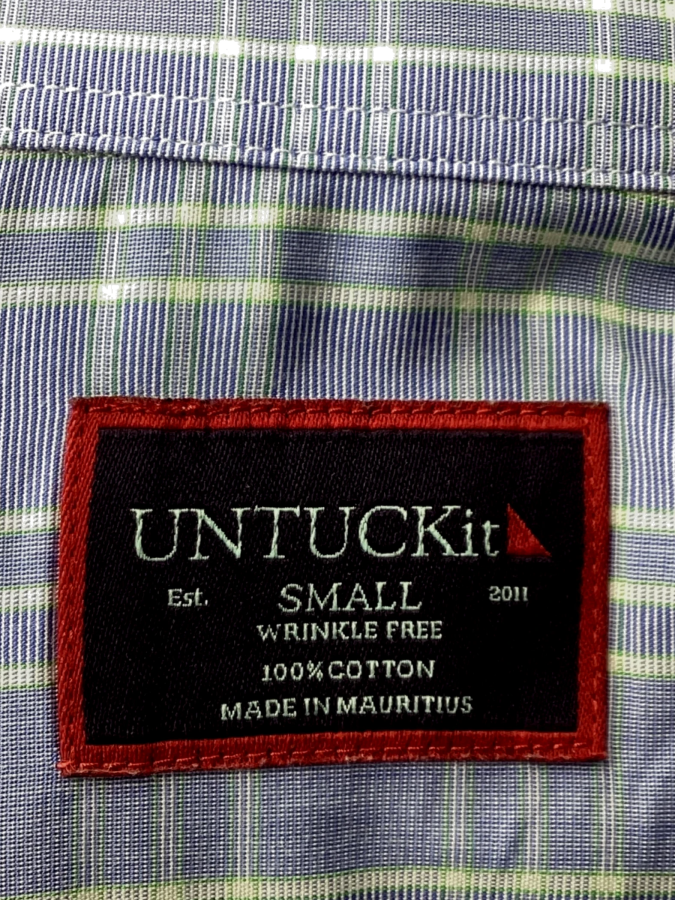 UNTUCKit
Est. SMALL 2011
WRINKLE FREE
100% COTTON
MADE IN MAURITIUS